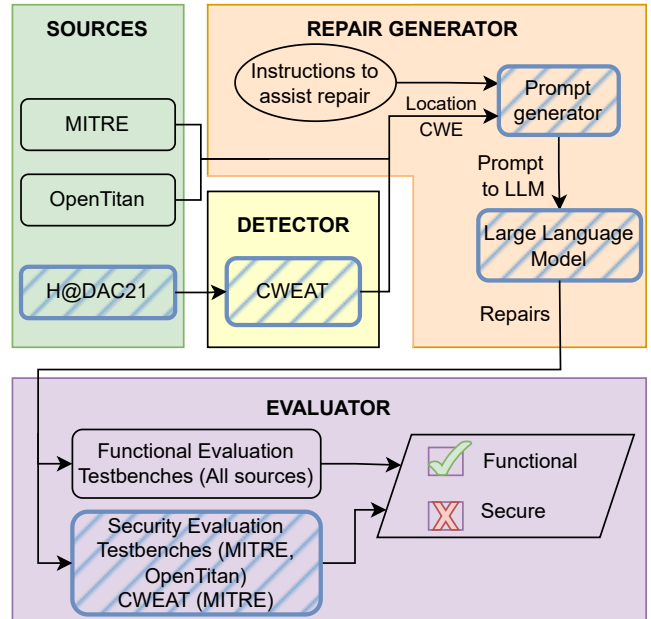 SOURCES
MITRE
OpenTitan
H@DAC21
DETECTOR
CWEAT
REPAIR GENERATOR
Instructions to
assist repair
Location
CWE
Prompt
generator
Prompt
to LLM
Large Language
Model
Repairs
EVALUATOR
Functional Evaluation
Testbenches (All sources)
Security Evaluation
Testbenches (MITRE,
OpenTitan)
CWEAT (MITRE)
Functional
Secure